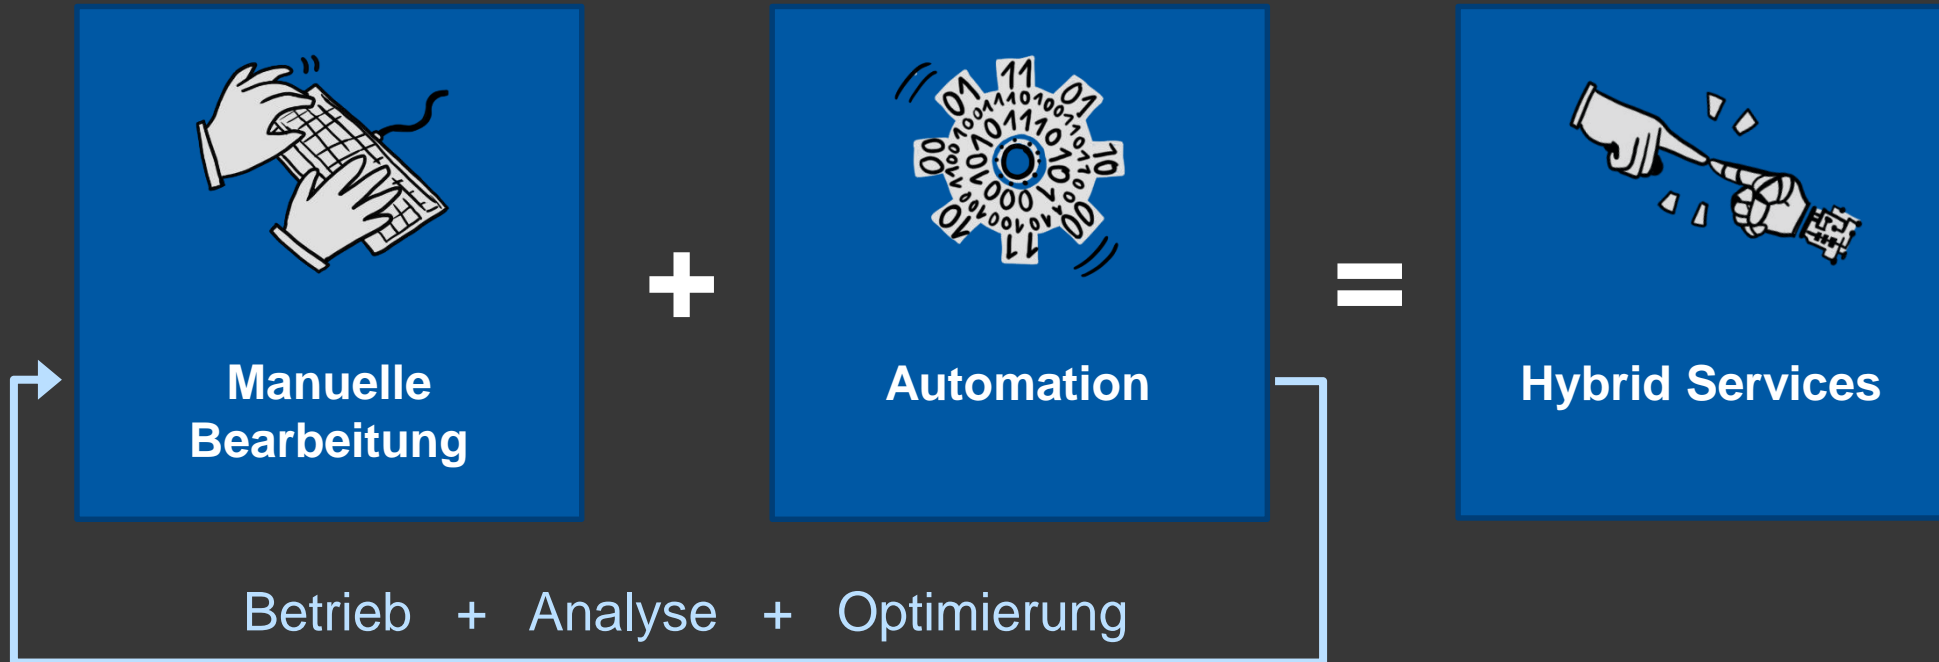 +
=
Manuelle
Bearbeitung
Automation
Hybrid Services
Betrieb + Analyse + Optimierung